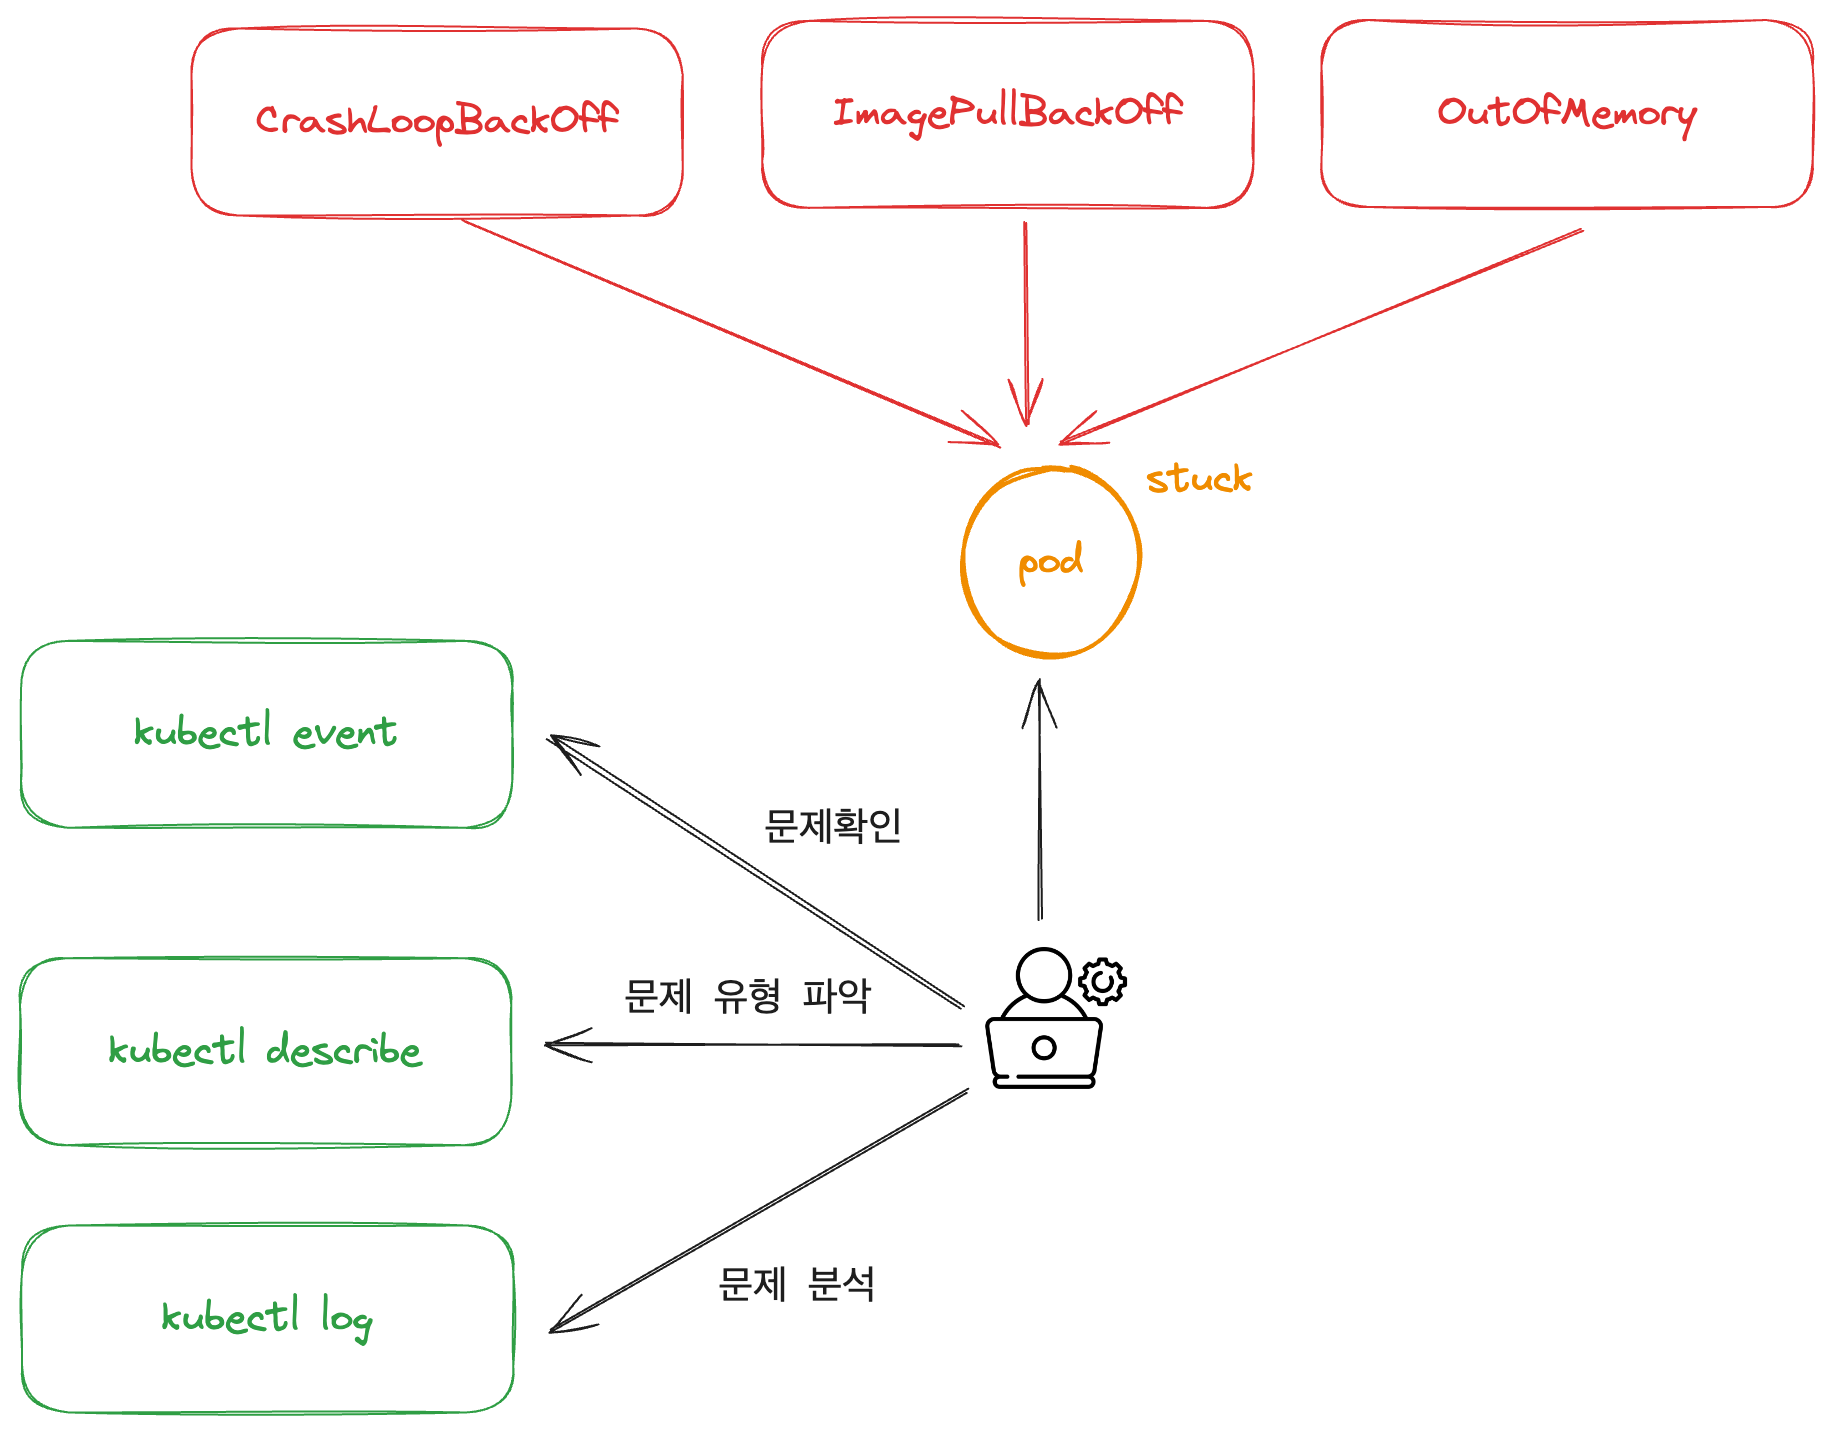 CrashLoopBackOff
ImagePullBackOff
OutOfMemory
stuck
pod
kubectl event
문제확인
문제 유형 파악
kubectl describe
문제 분석
kubectl log